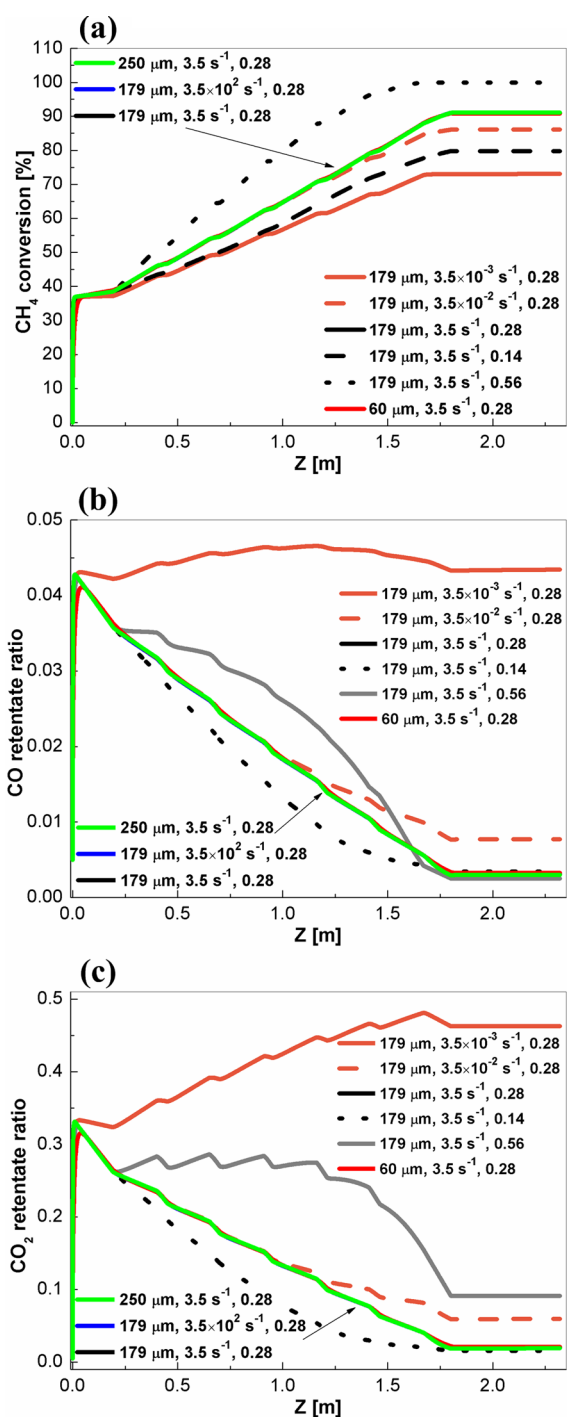 (a)
110
100
90
80
70
60
50
40
30
20
10
0
CH₄ conversion [%]
250 μm, 3.5 s⁻¹, 0.28
179 μm, 3.5×10² s⁻¹, 0.28
179 μm, 3.5 s⁻¹, 0.28
179 μm, 3.5×10⁻³ s⁻¹, 0.28
179 μm, 3.5×10⁻² s⁻¹, 0.28
179 μm, 3.5 s⁻¹, 0.28
179 μm, 3.5 s⁻¹, 0.14
179 μm, 3.5 s⁻¹, 0.56
60 μm, 3.5 s⁻¹, 0.28
0.0 0.5 1.0 1.5 2.0
Z [m]
(b)
0.05
0.04
0.03
0.02
0.01
0.00
CO retentate ratio
179 μm, 3.5×10⁻³ s⁻¹, 0.28
179 μm, 3.5×10⁻² s⁻¹, 0.28
179 μm, 3.5 s⁻¹, 0.28
179 μm, 3.5 s⁻¹, 0.14
179 μm, 3.5 s⁻¹, 0.56
60 μm, 3.5 s⁻¹, 0.28
250 μm, 3.5 s⁻¹, 0.28
179 μm, 3.5×10² s⁻¹, 0.28
179 μm, 3.5 s⁻¹, 0.28
0.0 0.5 1.0 1.5 2.0
Z [m]
(c)
0.5
0.4
0.3
0.2
0.1
0.0
CO₂ retentate ratio
179 μm, 3.5×10⁻³ s⁻¹, 0.28
179 μm, 3.5×10⁻² s⁻¹, 0.28
179 μm, 3.5 s⁻¹, 0.28
179 μm, 3.5 s⁻¹, 0.14
179 μm, 3.5 s⁻¹, 0.56
60 μm, 3.5 s⁻¹, 0.28
250 μm, 3.5 s⁻¹, 0.28
179 μm, 3.5×10² s⁻¹, 0.28
179 μm, 3.5 s⁻¹, 0.28
0.0 0.5 1.0 1.5 2.0
Z [m]